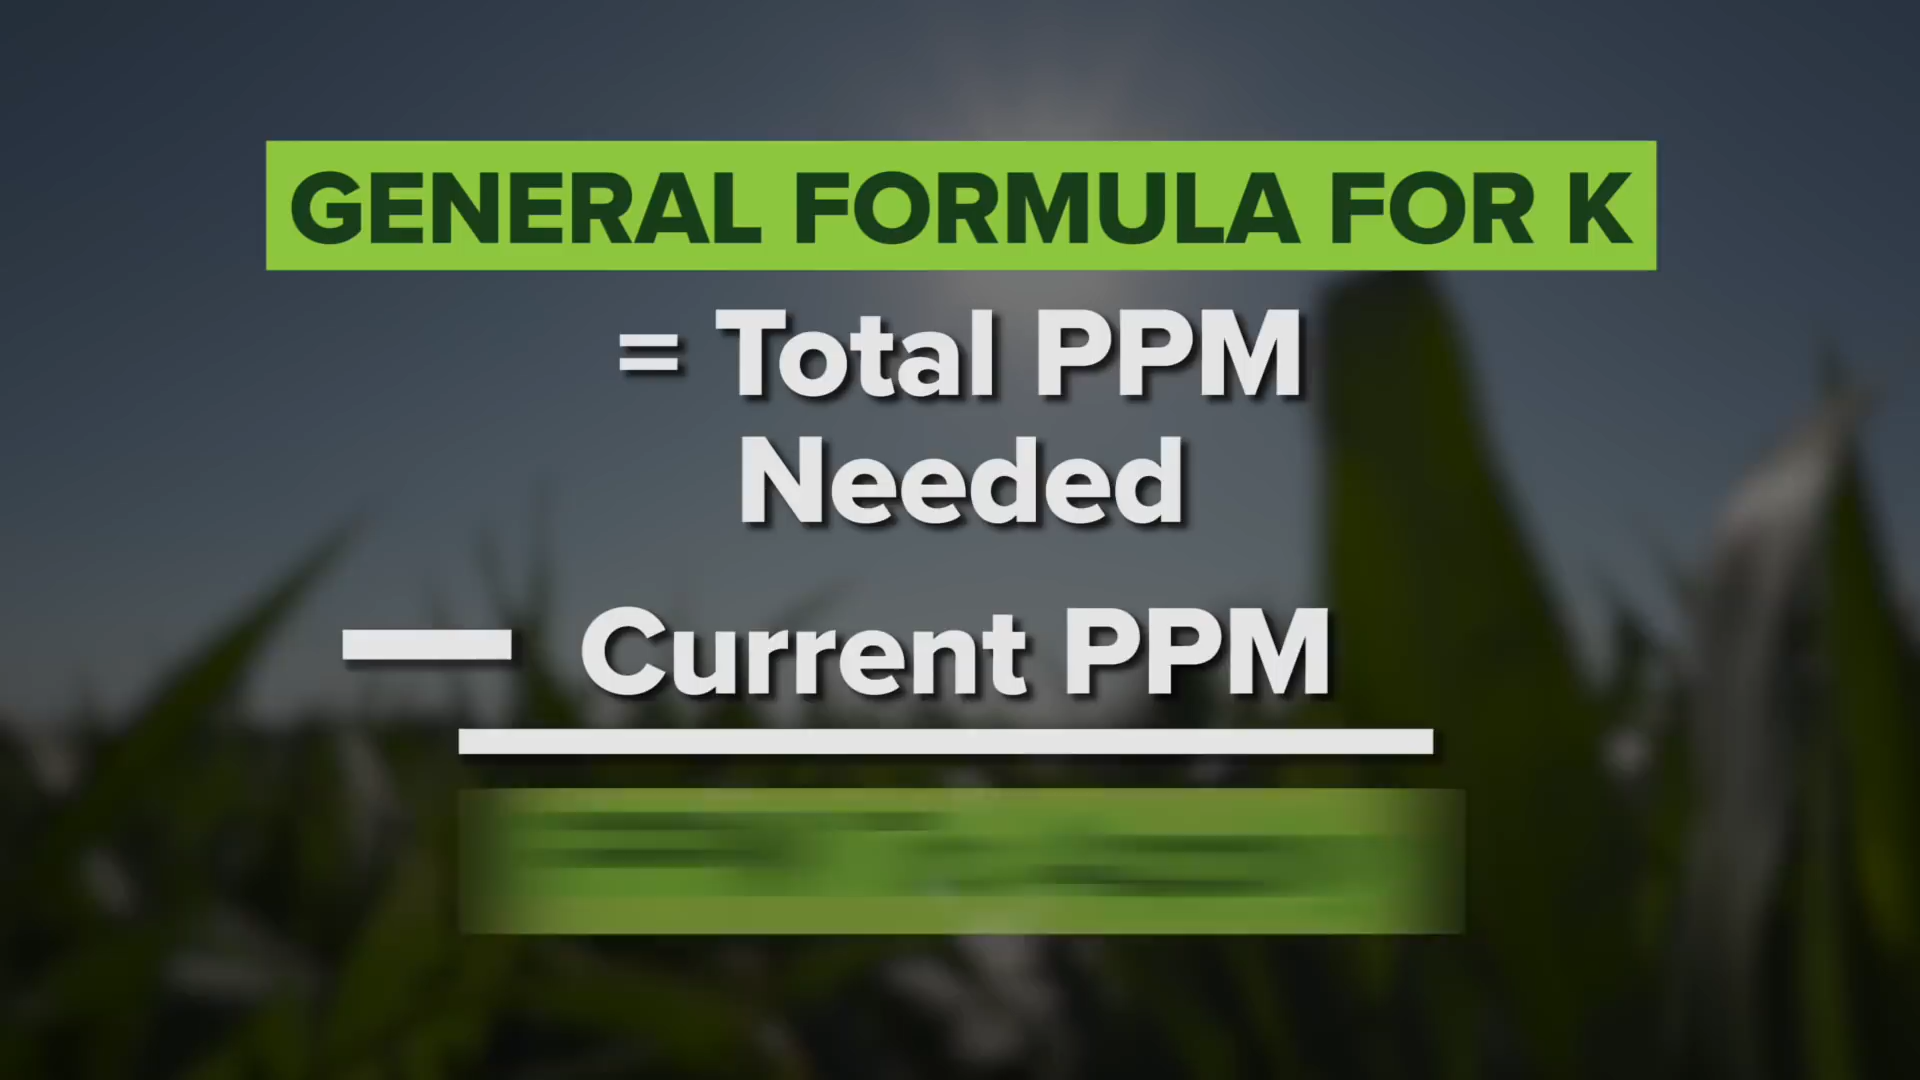 GENERAL FORMULA FOR K
= Total PPM
Needed
— Current PPM